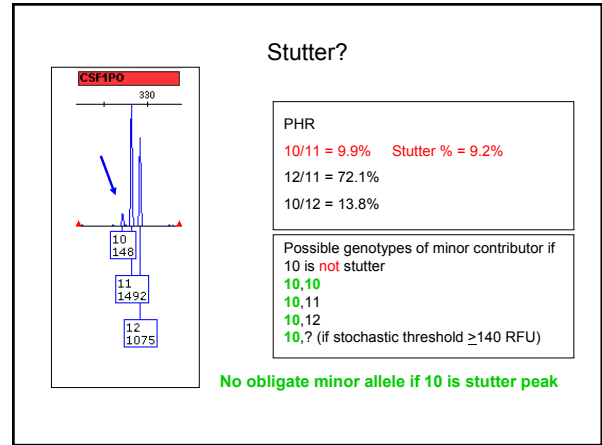 Stutter?
CSF1PO
330
10
148
11
1492
12
1075
PHR
10/11 = 9.9% Stutter % = 9.2%
12/11 = 72.1%
10/12 = 13.8%
Possible genotypes of minor contributor if
10 is not stutter
10,10
10,11
10,12
10,? (if stochastic threshold ≥140 RFU)
No obligate minor allele if 10 is stutter peak